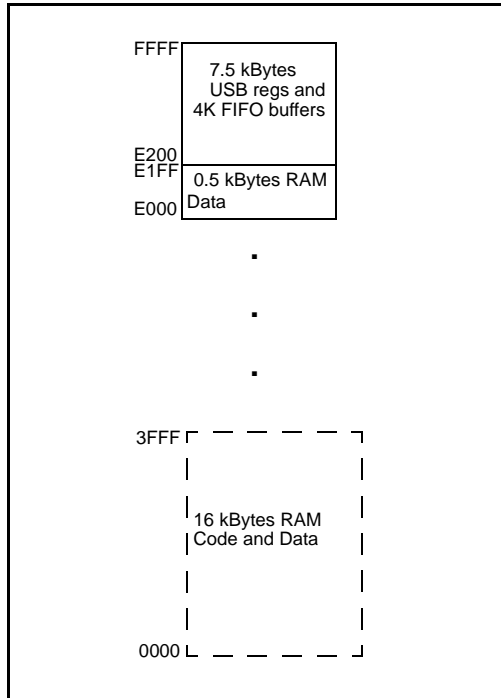 FFFF
7.5 kBytes
USB regs and
4K FIFO buffers
E200
E1FF
0.5 kBytes RAM
Data
E000
3FFF
16 kBytes RAM
Code and Data
0000